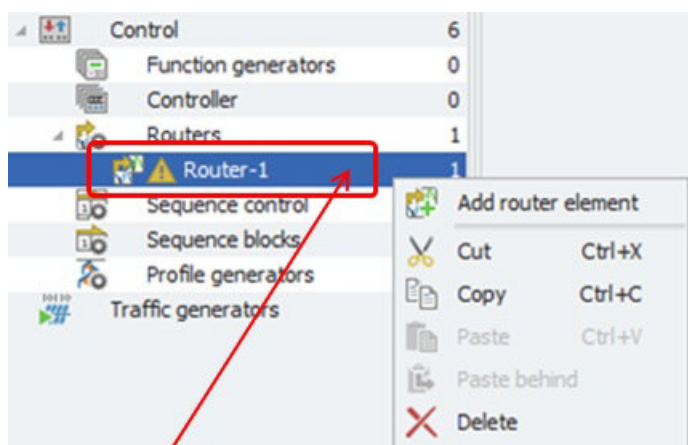 Control 6
Function generators 0
Controller 0
Routers 1
Router-1 1
Sequence control
Sequence blocks
Profile generators
Traffic generators
Add router element
Cut Ctrl+X
Copy Ctrl+C
Paste Ctrl+V
Paste behind
Delete